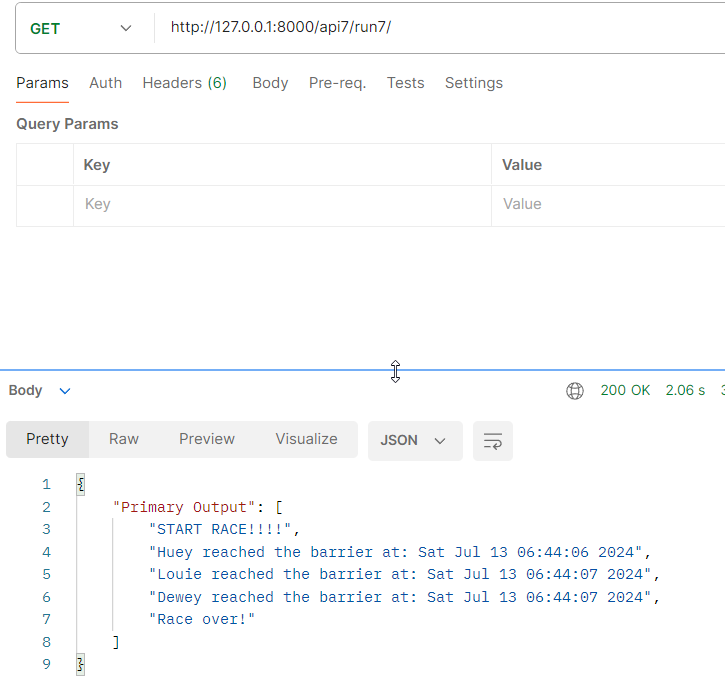 GET http://127.0.0.1:8000/api7/run7/
Params Auth Headers (6) Body Pre-req. Tests Settings
Query Params
Key Value
Key Value
Body 200 OK 2.06 s
Pretty Raw Preview Visualize JSON
1 {
2 "Primary Output": [
3 "START RACE!!!!",
4 "Huey reached the barrier at: Sat Jul 13 06:44:06 2024",
5 "Louie reached the barrier at: Sat Jul 13 06:44:07 2024",
6 "Dewey reached the barrier at: Sat Jul 13 06:44:07 2024",
7 "Race over!"
8 ]
9 }